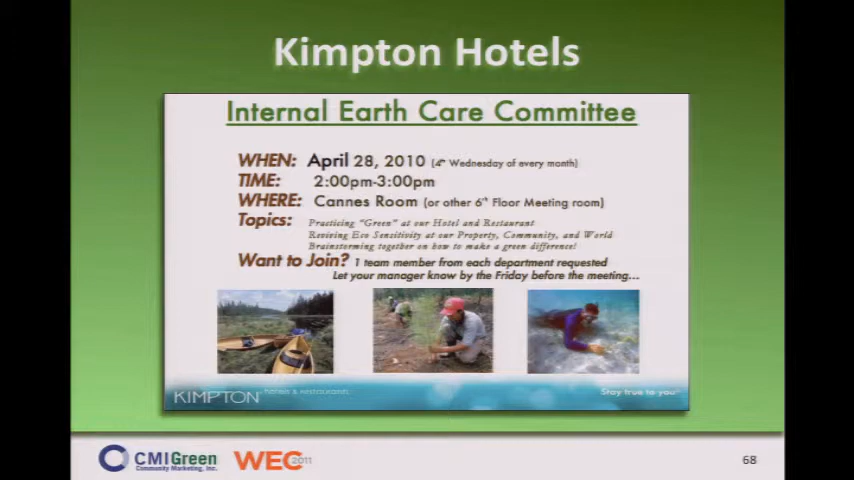 Kimpton Hotels
Internal Earth Care Committee
WHEN: April 28, 2010 (4th Wednesday of every month)
TIME: 2:00pm-3:00pm
WHERE: Cannes Room (or other 6th Floor Meeting room)
Topics: Practicing "Green" at our Hotel and Restaurant
Reviving Eco Sensitivity at our Property, Community, and World
Brainstorming together on how to make a green difference!
Want to Join? 1 team member from each department requested
Let your manager know by the Friday before the meeting...
KIMPTON HOTELS & RESTAURANTS
Stay true to you
CMIGreen
Community Marketing, Inc.
WEC 2011
68